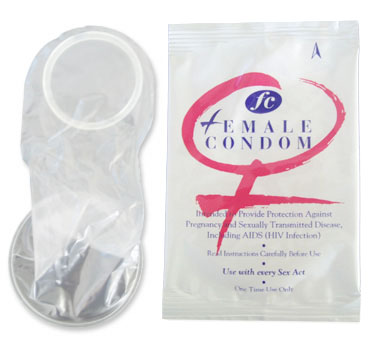 fc
FEMALE
CONDOM
Intended to Provide Protection Against
Pregnancy and Sexually Transmitted Disease,
Including AIDS (HIV Infection)
•
Read Instructions Carefully Before Use
•
Use with every Sex Act
•
One Time Use Only